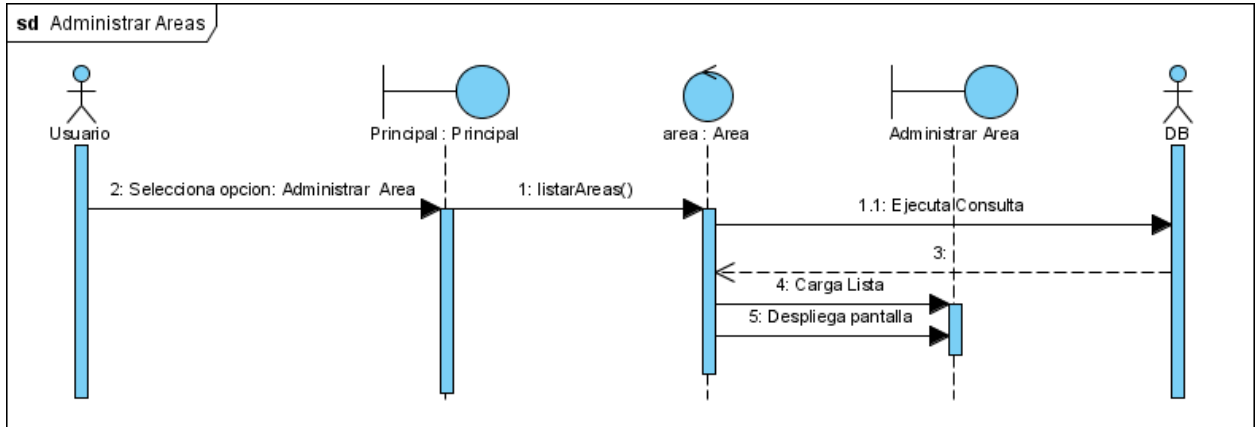 sd Administrar Areas
Usuario
Principal : Principal
area : Area
Administrar Area
DB
2: Selecciona opcion: Administrar Area
1: listarAreas()
1.1: Ejecuta Consulta
3:
4: Carga Lista
5: Despliega pantalla